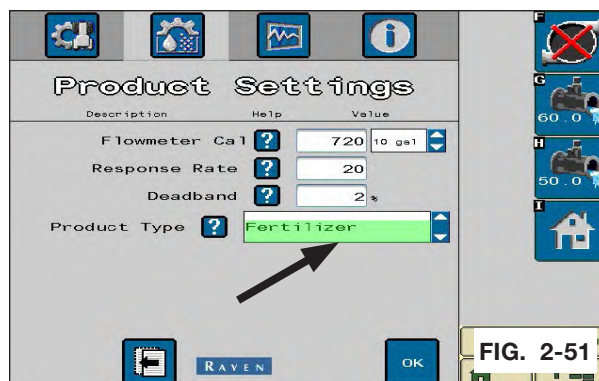 Product Settings
Description Help Value
Flowmeter Cal ? 720 10 gal
Response Rate ? 20
Deadband ? 2 %
Product Type ? Fertilizer
RAVEN
OK
F
G
60.0
H
50.0
I
FIG. 2-51